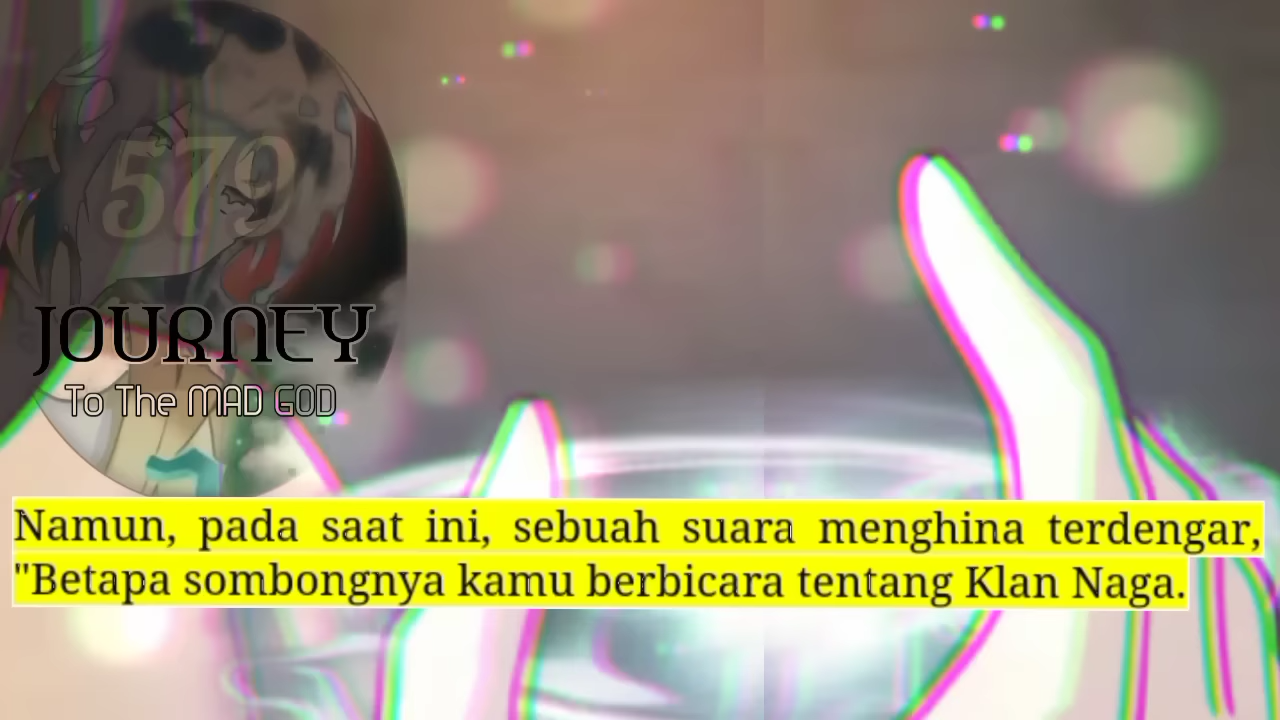 579
JOURNEY
To The MAD GOD
Namun, pada saat ini, sebuah suara menghina terdengar,
"Betapa sombongnya kamu berbicara tentang Klan Naga.